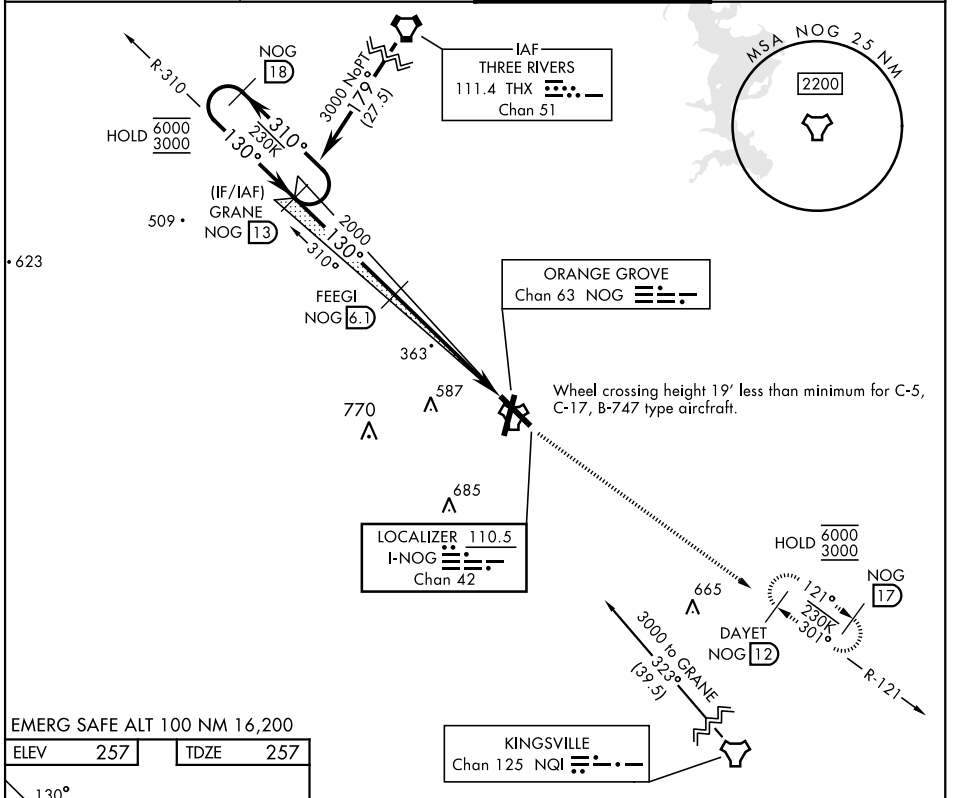 MSA NOG 25 NM
2200
IAF
THREE RIVERS
111.4 THX
Chan 51
3000 NoPT
179°
(27.5)
NOG
18
R-310
HOLD 6000
3000
310°
230K
130°
(IF/IAF)
GRANE
NOG 13
509
623
2000
130°
310°
FEEGI
NOG 6.1
ORANGE GROVE
Chan 63 NOG
363
587
770
Wheel crossing height 19' less than minimum for C-5,
C-17, B-747 type aircfraft.
685
LOCALIZER 110.5
I-NOG
Chan 42
HOLD 6000
3000
NOG
17
665
121°
230K
301°
DAYET
NOG 12
R-121
3000 to GRANE
323°
(39.5)
KINGSVILLE
Chan 125 NQI
EMERG SAFE ALT 100 NM 16,200
ELEV 257
TDZE 257
130°